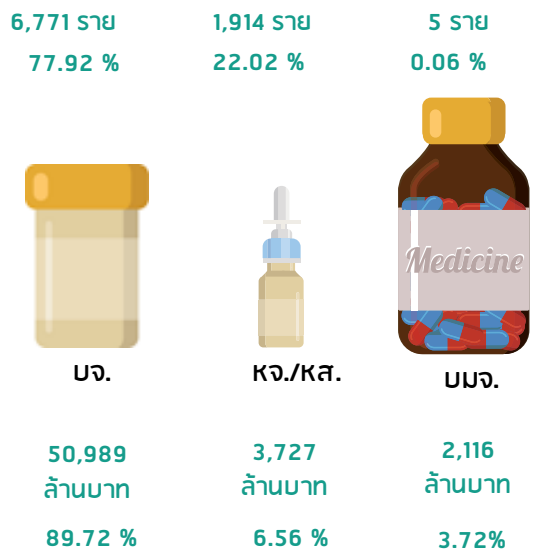 6,771 ราย 1,914 ราย 5 ราย
77.92 % 22.02 % 0.06 %
Medicine
บจ. หจ./หส. บมจ.
50,989 3,727 2,116
ล้านบาท ล้านบาท ล้านบาท
89.72 % 6.56 % 3.72%